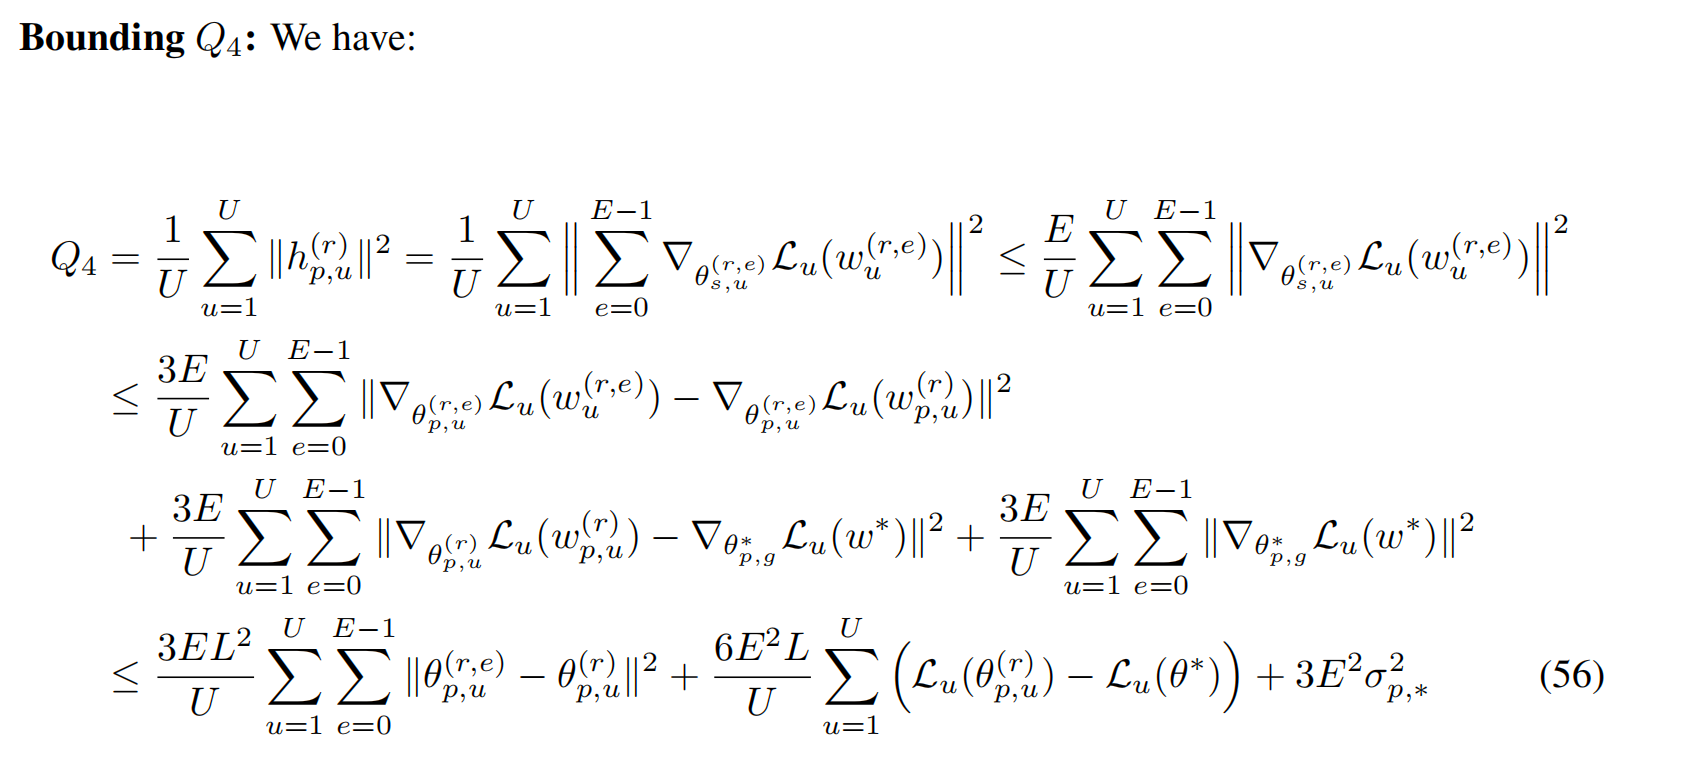 **Bounding $Q_4$:** We have:
$Q_4 = \frac{1}{U} \sum_{u=1}^{U} \|h_{p,u}^{(r)}\|^2 = \frac{1}{U} \sum_{u=1}^{U} \left\| \sum_{e=0}^{E-1} \nabla_{\theta_{s,u}^{(r,e)}} \mathcal{L}_u(w_u^{(r,e)}) \right\|^2 \leq \frac{E}{U} \sum_{u=1}^{U} \sum_{e=0}^{E-1} \left\| \nabla_{\theta_{s,u}^{(r,e)}} \mathcal{L}_u(w_u^{(r,e)}) \right\|^2$
$\leq \frac{3E}{U} \sum_{u=1}^{U} \sum_{e=0}^{E-1} \|\nabla_{\theta_{p,u}^{(r,e)}} \mathcal{L}_u(w_u^{(r,e)}) - \nabla_{\theta_{p,u}^{(r,e)}} \mathcal{L}_u(w_{p,u}^{(r)})\|^2$
$+ \frac{3E}{U} \sum_{u=1}^{U} \sum_{e=0}^{E-1} \|\nabla_{\theta_{p,u}^{(r)}} \mathcal{L}_u(w_{p,u}^{(r)}) - \nabla_{\theta_{p,g}^{*}} \mathcal{L}_u(w^*)\|^2 + \frac{3E}{U} \sum_{u=1}^{U} \sum_{e=0}^{E-1} \|\nabla_{\theta_{p,g}^{*}} \mathcal{L}_u(w^*)\|^2$
$\leq \frac{3EL^2}{U} \sum_{u=1}^{U} \sum_{e=0}^{E-1} \|\theta_{p,u}^{(r,e)} - \theta_{p,u}^{(r)}\|^2 + \frac{6E^2L}{U} \sum_{u=1}^{U} \left( \mathcal{L}_u(\theta_{p,u}^{(r)}) - \mathcal{L}_u(\theta^*) \right) + 3E^2\sigma_{p,*}^2$ (56)